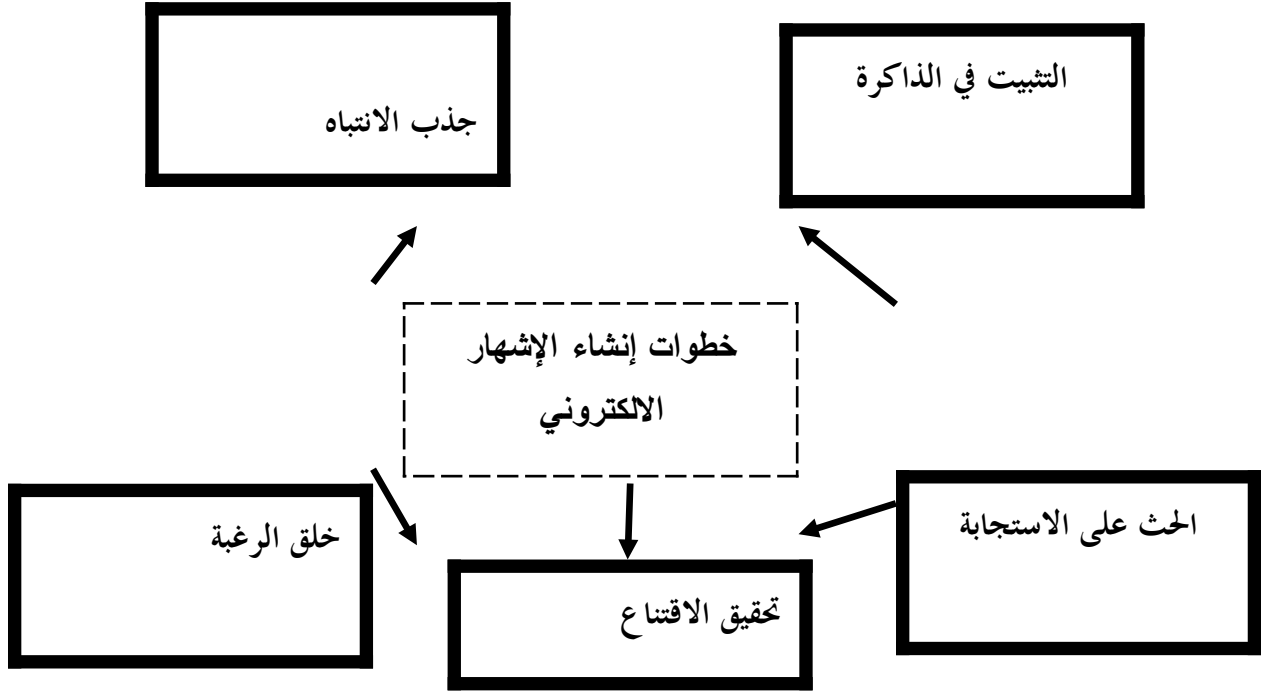 التثبيت في الذاكرة
جذب الانتباه
خطوات إنشاء الإشهار
الالكتروني
الحث على الاستجابة
خلق الرغبة
تحقيق الاقتناع